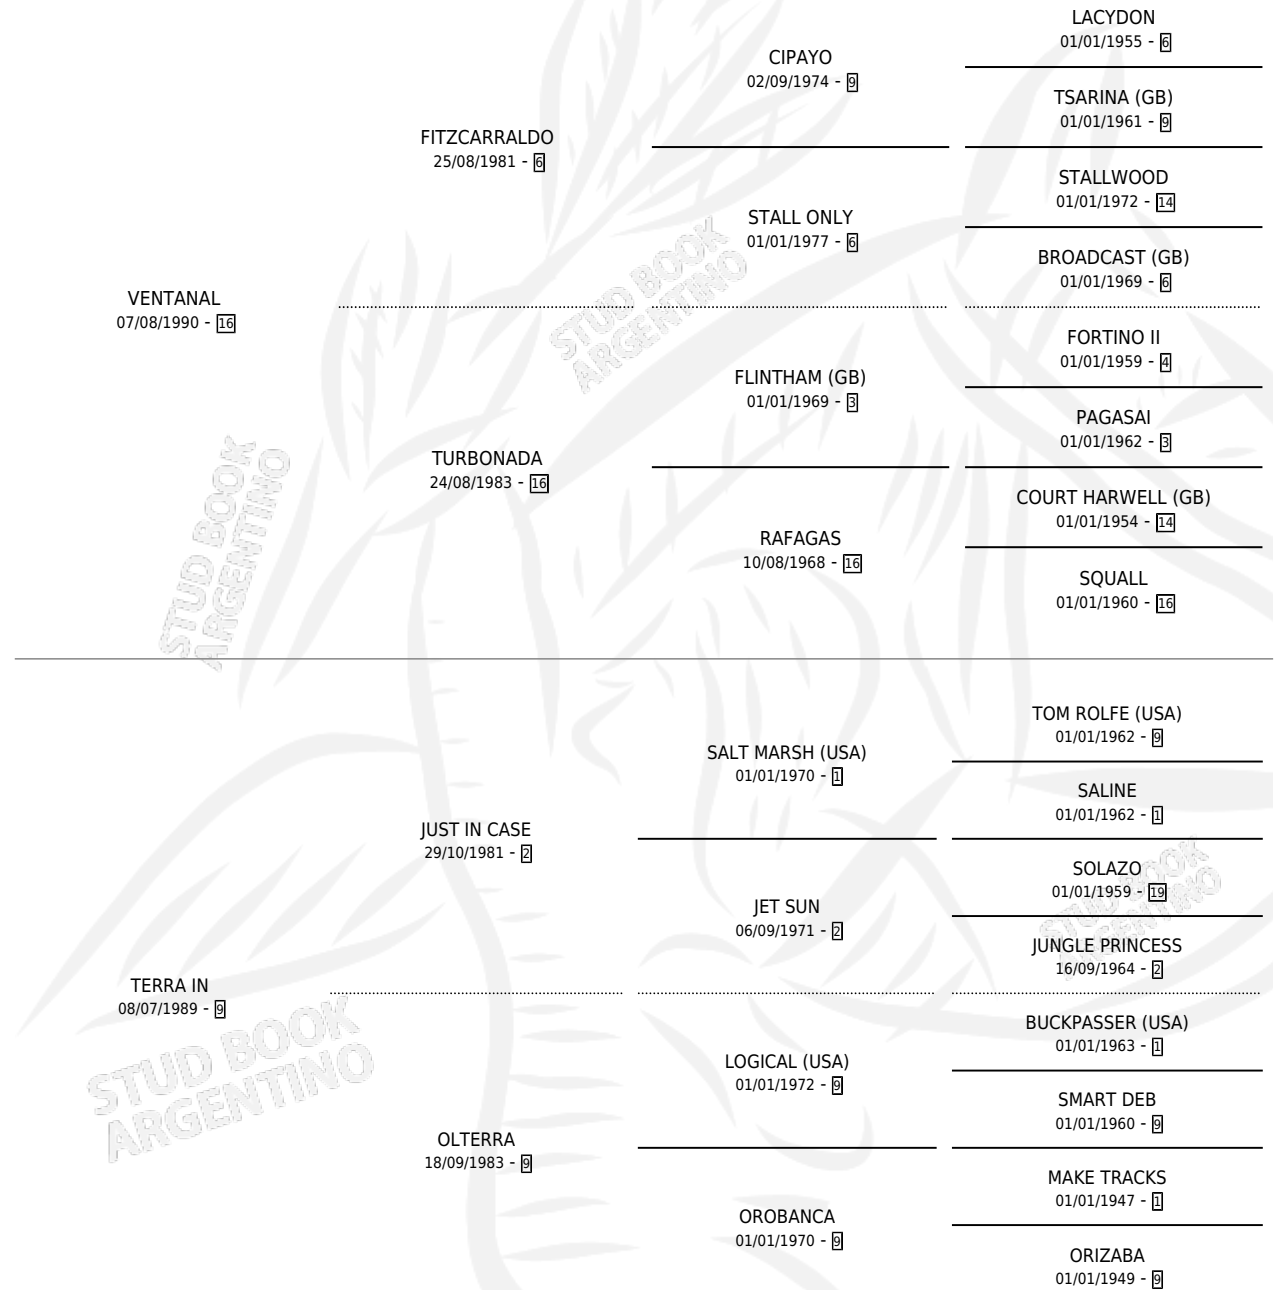 LACYDON
01/01/1955 - 6
CIPAYO
02/09/1974 - 9
TSARINA (GB)
01/01/1961 - 9
FITZCARRALDO
25/08/1981 - 6
STALLWOOD
01/01/1972 - 14
STALL ONLY
01/01/1977 - 6
BROADCAST (GB)
01/01/1969 - 6
VENTANAL
07/08/1990 - 16
FORTINO II
01/01/1959 - 4
FLINTHAM (GB)
01/01/1969 - 3
PAGASAI
01/01/1962 - 3
TURBONADA
24/08/1983 - 16
COURT HARWELL (GB)
01/01/1954 - 14
RAFAGAS
10/08/1968 - 16
SQUALL
01/01/1960 - 16
STUD BOOK
ARGENTINO
STUD BOOK
ARGENTINO
TOM ROLFE (USA)
01/01/1962 - 9
SALT MARSH (USA)
01/01/1970 - 1
SALINE
01/01/1962 - 1
JUST IN CASE
29/10/1981 - 2
SOLAZO
01/01/1959 - 19
JET SUN
06/09/1971 - 2
JUNGLE PRINCESS
16/09/1964 - 2
STUD BOOK
ARGENTINO
TERRA IN
08/07/1989 - 9
BUCKPASSER (USA)
01/01/1963 - 1
LOGICAL (USA)
01/01/1972 - 9
SMART DEB
01/01/1960 - 9
STUD BOOK
ARGENTINO
OLTERRA
18/09/1983 - 9
MAKE TRACKS
01/01/1947 - 1
OROBANCA
01/01/1970 - 9
ORIZABA
01/01/1949 - 9